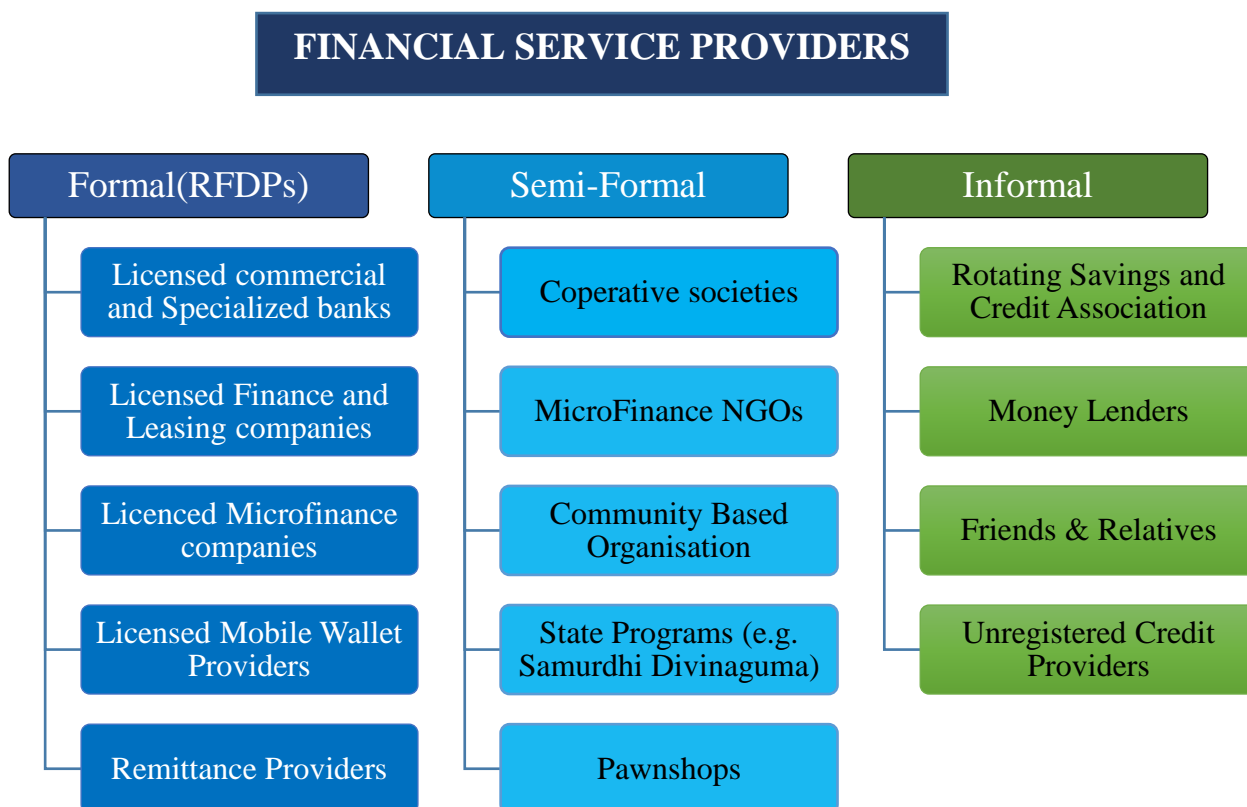 FINANCIAL SERVICE PROVIDERS
Formal(RFDPs)
Licensed commercial
and Specialized banks
Licensed Finance and
Leasing companies
Licenced Microfinance
companies
Licensed Mobile Wallet
Providers
Remittance Providers
Semi-Formal
Coperative societies
MicroFinance NGOs
Community Based
Organisation
State Programs (e.g.
Samurdhi Divinaguma)
Pawnshops
Informal
Rotating Savings and
Credit Association
Money Lenders
Friends & Relatives
Unregistered Credit
Providers